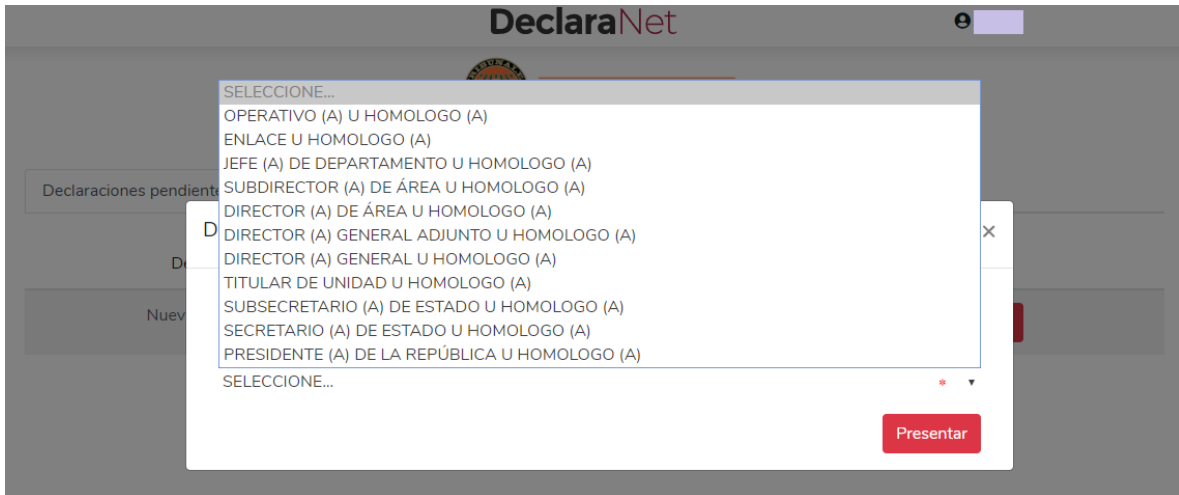 DeclaraNet
SELECCIONE...
OPERATIVO (A) U HOMOLOGO (A)
ENLACE U HOMOLOGO (A)
JEFE (A) DE DEPARTAMENTO U HOMOLOGO (A)
Declaraciones pendiente
SUBDIRECTOR (A) DE ÁREA U HOMOLOGO (A)
DIRECTOR (A) DE ÁREA U HOMOLOGO (A)
D
DIRECTOR (A) GENERAL ADJUNTO U HOMOLOGO (A)
×
De
DIRECTOR (A) GENERAL U HOMOLOGO (A)
TITULAR DE UNIDAD U HOMOLOGO (A)
Nuev
SUBSECRETARIO (A) DE ESTADO U HOMOLOGO (A)
SECRETARIO (A) DE ESTADO U HOMOLOGO (A)
PRESIDENTE (A) DE LA REPÚBLICA U HOMOLOGO (A)
SELECCIONE... * ▼
Presentar